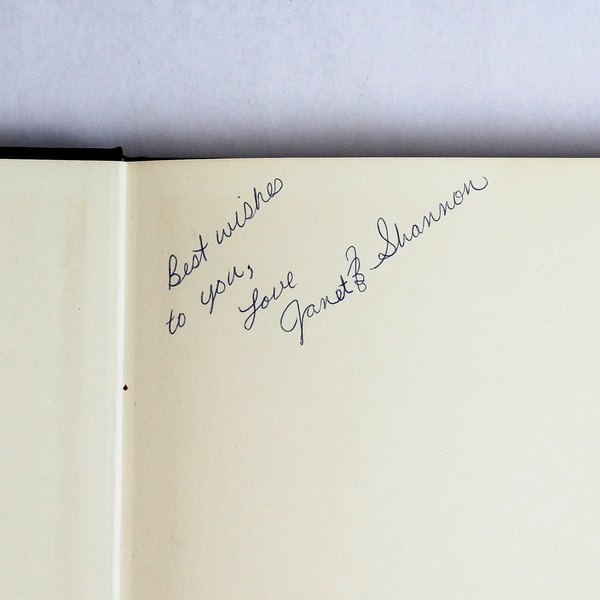 Best wishes
to you,
Love
Janet & Shannon